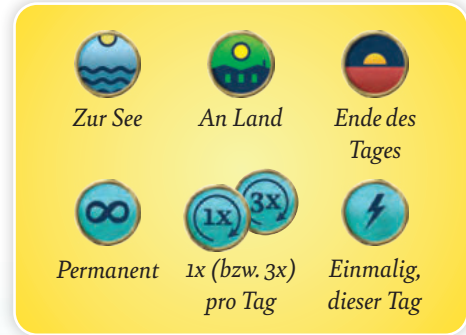 Zur See
An Land
Ende des
Tages
1x
3x
Permanent
1x (bzw. 3x)
pro Tag
Einmalig,
dieser Tag